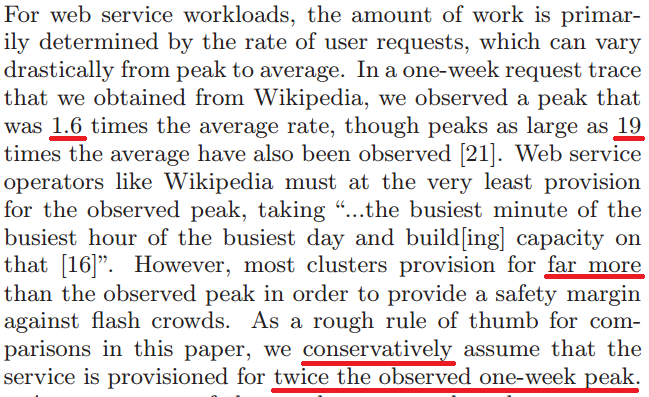 For web service workloads, the amount of work is primar-
ily determined by the rate of user requests, which can vary
drastically from peak to average. In a one-week request trace
that we obtained from Wikipedia, we observed a peak that
was 1.6 times the average rate, though peaks as large as 19
times the average have also been observed [21]. Web service
operators like Wikipedia must at the very least provision
for the observed peak, taking “...the busiest minute of the
busiest hour of the busiest day and build[ing] capacity on
that [16]”. However, most clusters provision for far more
than the observed peak in order to provide a safety margin
against flash crowds. As a rough rule of thumb for com-
parisons in this paper, we conservatively assume that the
service is provisioned for twice the observed one-week peak.